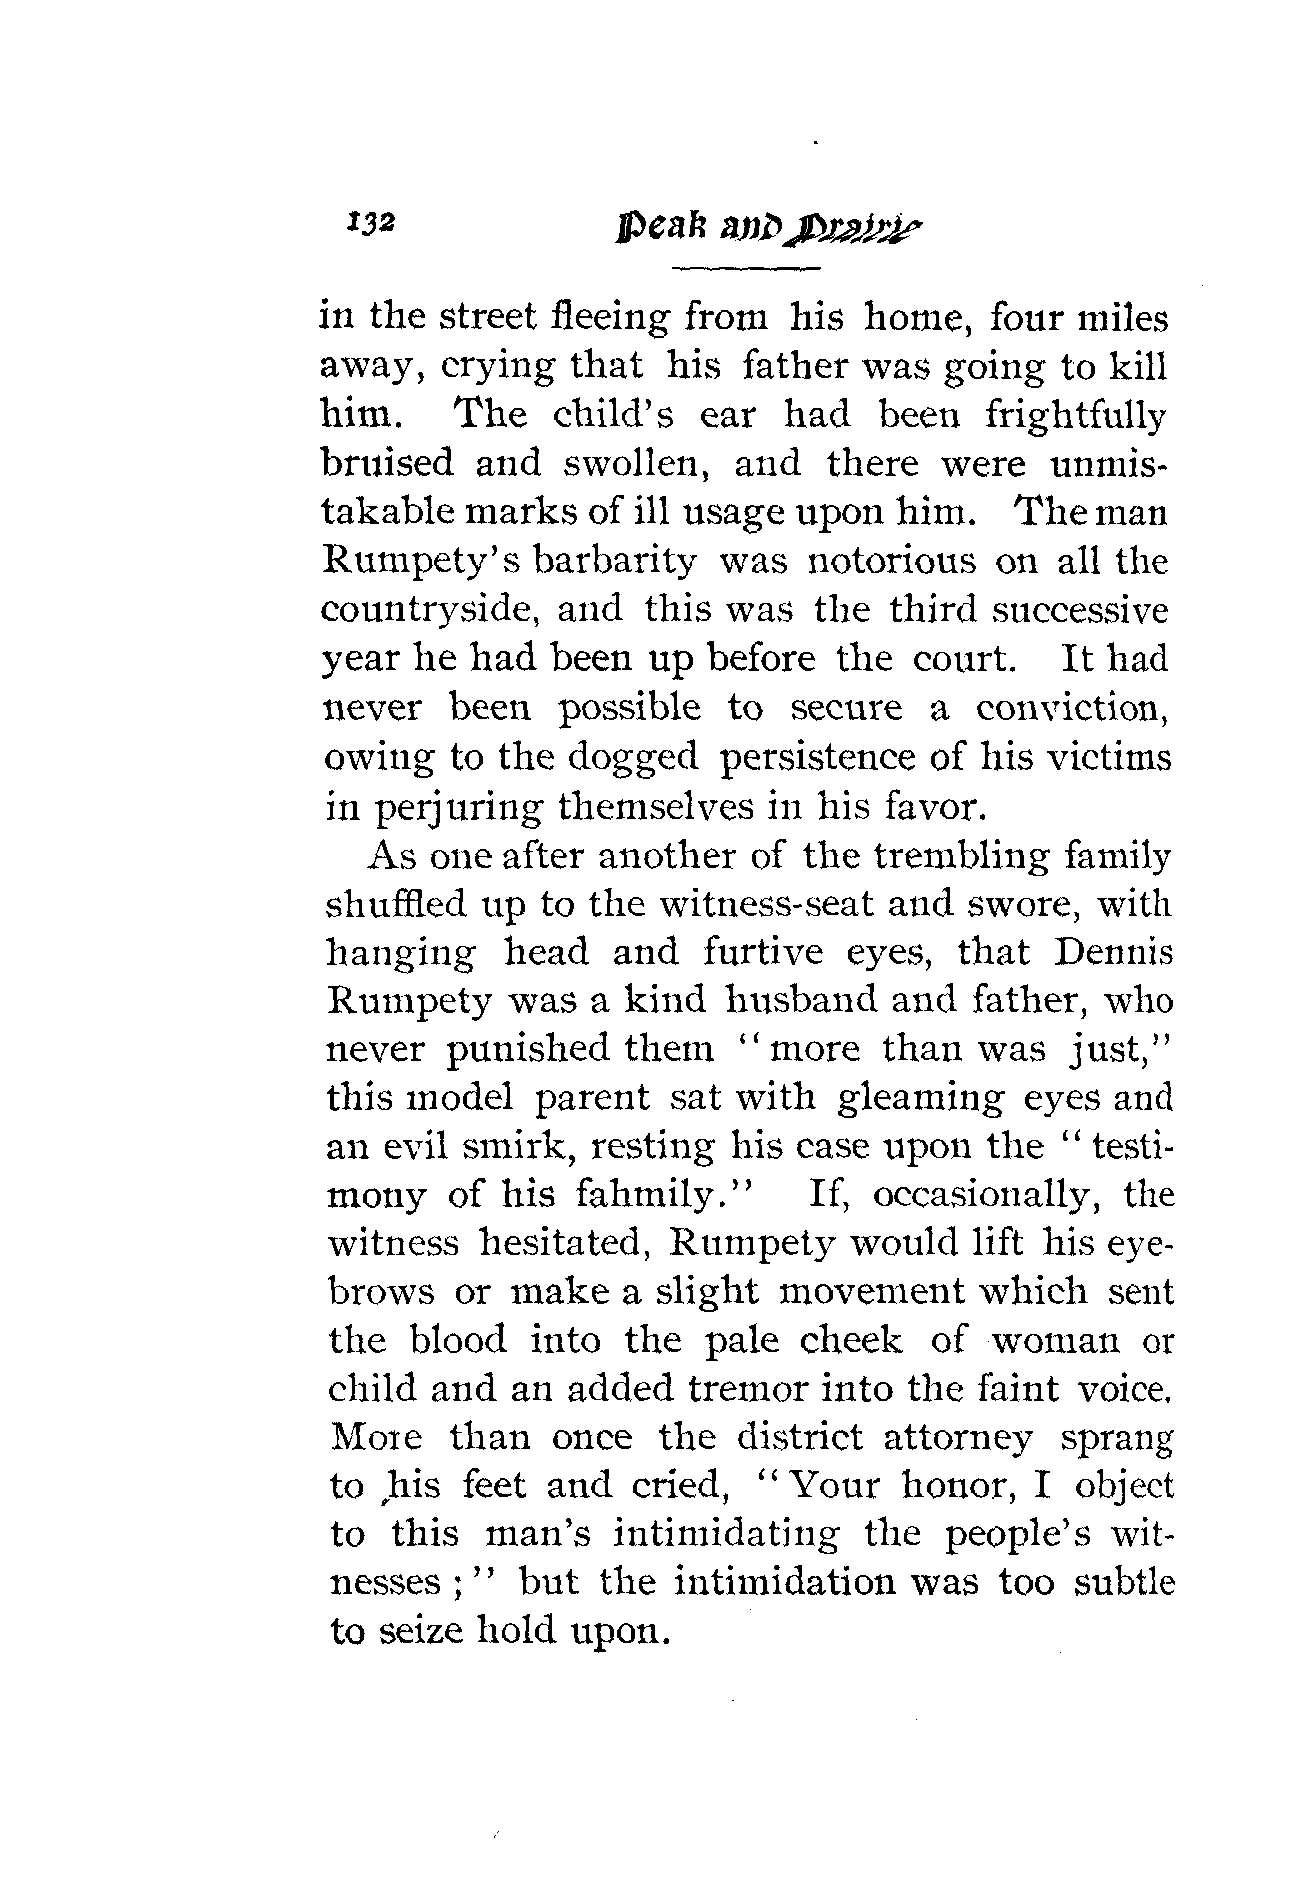 132 Peak and Prairie
in the street fleeing from his home, four miles
away, crying that his father was going to kill
him. The child's ear had been frightfully
bruised and swollen, and there were unmis-
takable marks of ill usage upon him. The man
Rumpety's barbarity was notorious on all the
countryside, and this was the third successive
year he had been up before the court. It had
never been possible to secure a conviction,
owing to the dogged persistence of his victims
in perjuring themselves in his favor.
As one after another of the trembling family
shuffled up to the witness-seat and swore, with
hanging head and furtive eyes, that Dennis
Rumpety was a kind husband and father, who
never punished them "more than was just,"
this model parent sat with gleaming eyes and
an evil smirk, resting his case upon the "testi-
mony of his fahmily." If, occasionally, the
witness hesitated, Rumpety would lift his eye-
brows or make a slight movement which sent
the blood into the pale cheek of woman or
child and an added tremor into the faint voice.
More than once the district attorney sprang
to his feet and cried, "Your honor, I object
to this man's intimidating the people's wit-
nesses ;" but the intimidation was too subtle
to seize hold upon.